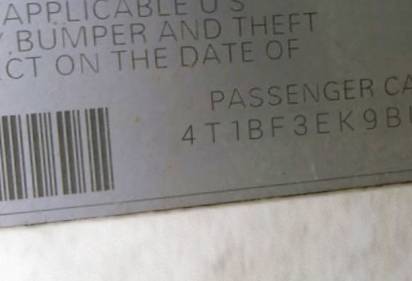 APPLICABLE U S
BUMPER AND THEFT
CT ON THE DATE OF
PASSENGER CA
4T1BF3EK9B